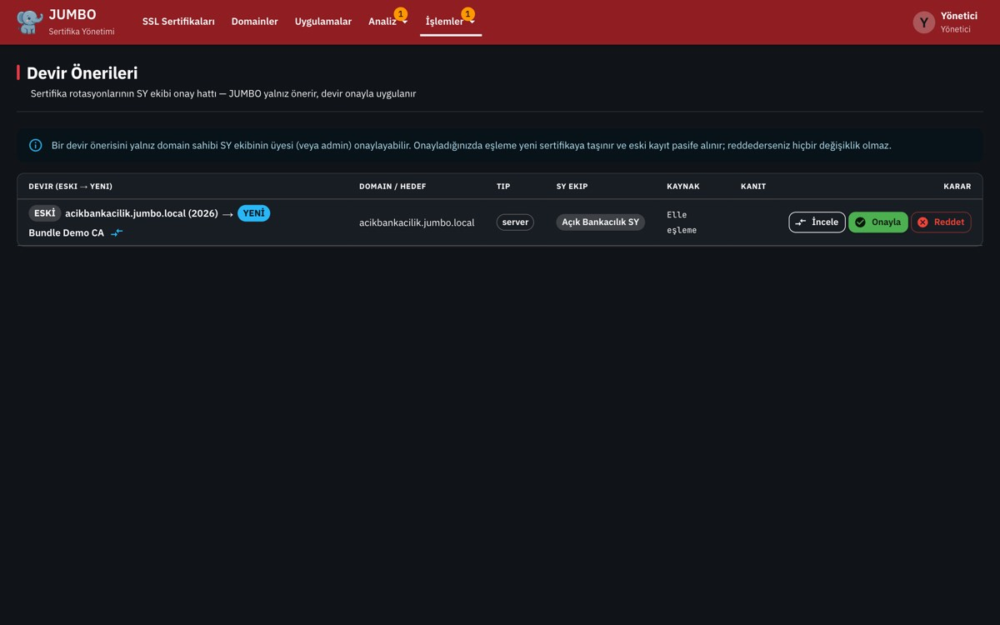 JUMBO
Sertifika Yönetimi
SSL Sertifikaları
Domainler
Uygulamalar
Analiz
1
İşlemler
1
Y
Yönetici
Yönetici
Devir Önerileri
Sertifika rotasyonlarının SY ekibi onay hattı — JUMBO yalnız önerir, devir onayla uygulanır
Bir devir önerisini yalnız domain sahibi SY ekibinin üyesi (veya admin) onaylayabilir. Onayladığınızda eşleme yeni sertifikaya taşınır ve eski kayıt pasife alınır; reddederseniz hiçbir değişiklik olmaz.
DEVIR (ESKI → YENI)
DOMAIN / HEDEF
TIP
SY EKIP
KAYNAK
KANIT
KARAR
ESKİ acikbankacilik.jumbo.local (2026) → YENİ
Bundle Demo CA
acikbankacilik.jumbo.local
server
Açık Bankacılık SY
Elle
eşleme
İncele
Onayla
Reddet